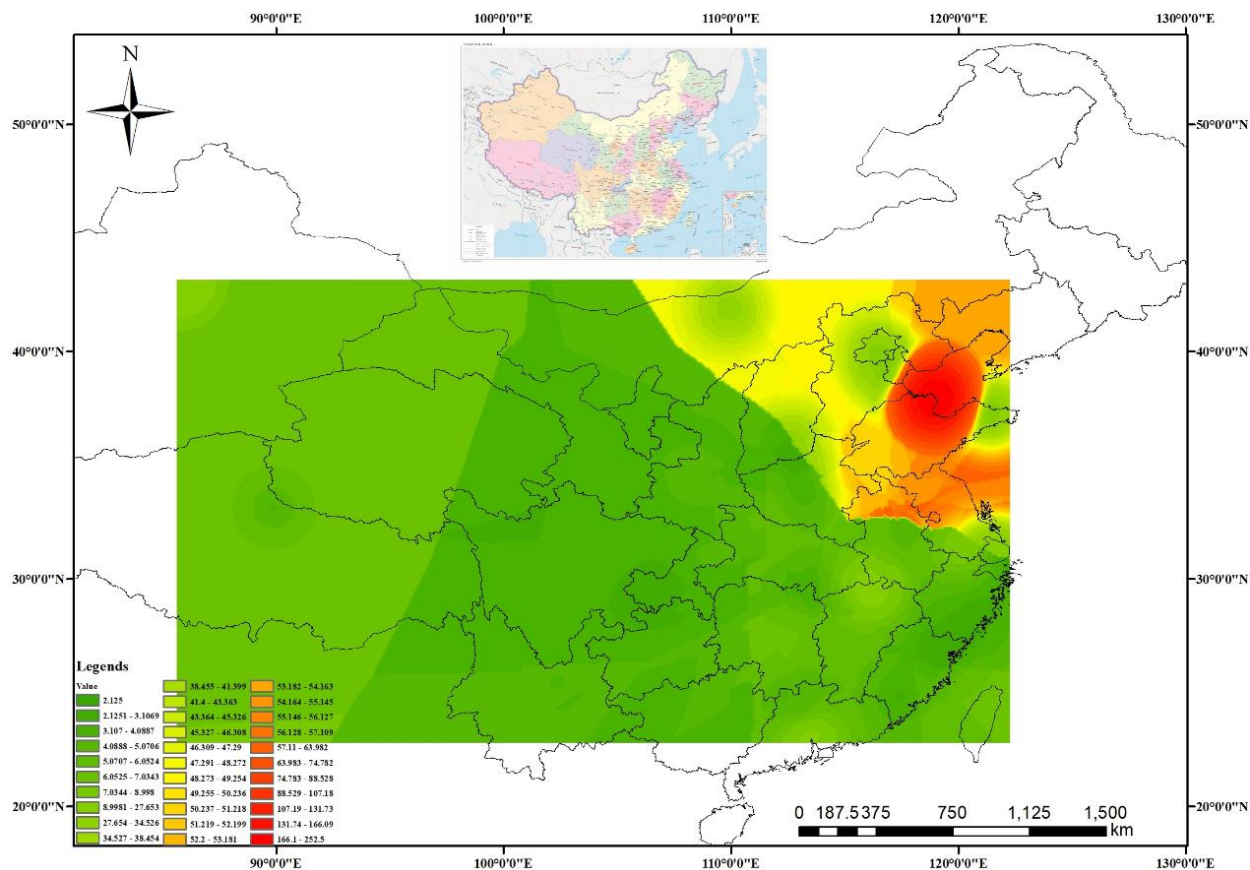 90°0'0"E 100°0'0"E 110°0'0"E 120°0'0"E 130°0'0"E
N
50°0'0"N 50°0'0"N
40°0'0"N 40°0'0"N
30°0'0"N 30°0'0"N
20°0'0"N 20°0'0"N
Legends
Value
2.125
2.1251 - 3.1069
3.107 - 4.0887
4.0888 - 5.0706
5.0707 - 6.0524
6.0525 - 7.0343
7.0344 - 8.998
8.9981 - 27.653
27.654 - 34.526
34.527 - 38.454
38.455 - 41.399
41.4 - 43.363
43.364 - 45.326
45.327 - 46.308
46.309 - 47.29
47.291 - 48.272
48.273 - 49.254
49.255 - 50.236
50.237 - 51.218
51.219 - 52.199
52.2 - 53.181
53.182 - 54.163
54.164 - 55.145
55.146 - 56.127
56.128 - 57.109
57.11 - 63.982
63.983 - 74.782
74.783 - 88.528
88.529 - 107.18
107.19 - 131.73
131.74 - 166.09
166.1 - 252.5
0 187.5 375 750 1,125 1,500
km
90°0'0"E 100°0'0"E 110°0'0"E 120°0'0"E 130°0'0"E